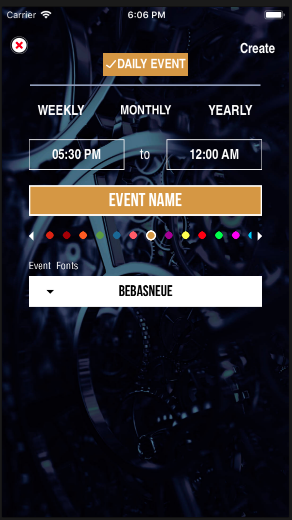 Carrier 6:06 PM
Create
DAILY EVENT
WEEKLY MONTHLY YEARLY
05:30 PM to 12:00 AM
EVENT NAME
Event Fonts
BEBASNEUE